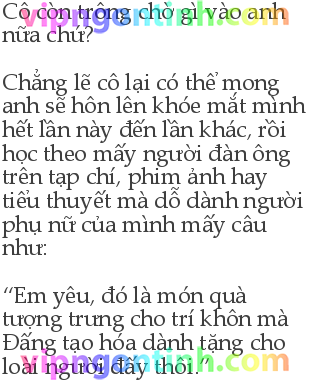 Cô còn trông chờ gì vào anh
nữa chứ?
Chẳng lẽ cô lại có thể mong
anh sẽ hôn lên khóe mắt mình
hết lần này đến lần khác, rồi
học theo mấy người đàn ông
trên tạp chí, phim ảnh hay
tiểu thuyết mà dỗ dành người
phụ nữ của mình mấy câu
như:
“Em yêu, đó là món quà
tượng trưng cho trí khôn mà
Đấng tạo hóa dành tặng cho
loài người đấy thôi.”
vipngontinh.com
vipngontinh.com